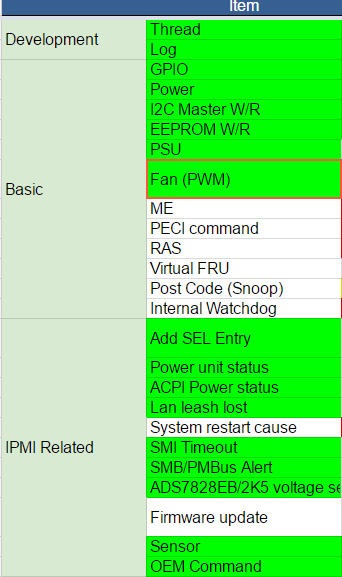 Item
Development
Thread
Log
Basic
GPIO
Power
I2C Master W/R
EEPROM W/R
PSU
Fan (PWM)
ME
PECI command
RAS
Virtual FRU
Post Code (Snoop)
Internal Watchdog
IPMI Related
Add SEL Entry
Power unit status
ACPI Power status
Lan leash lost
System restart cause
SMI Timeout
SMB/PMBus Alert
ADS7828EB/2K5 voltage se
Firmware update
Sensor
OEM Command